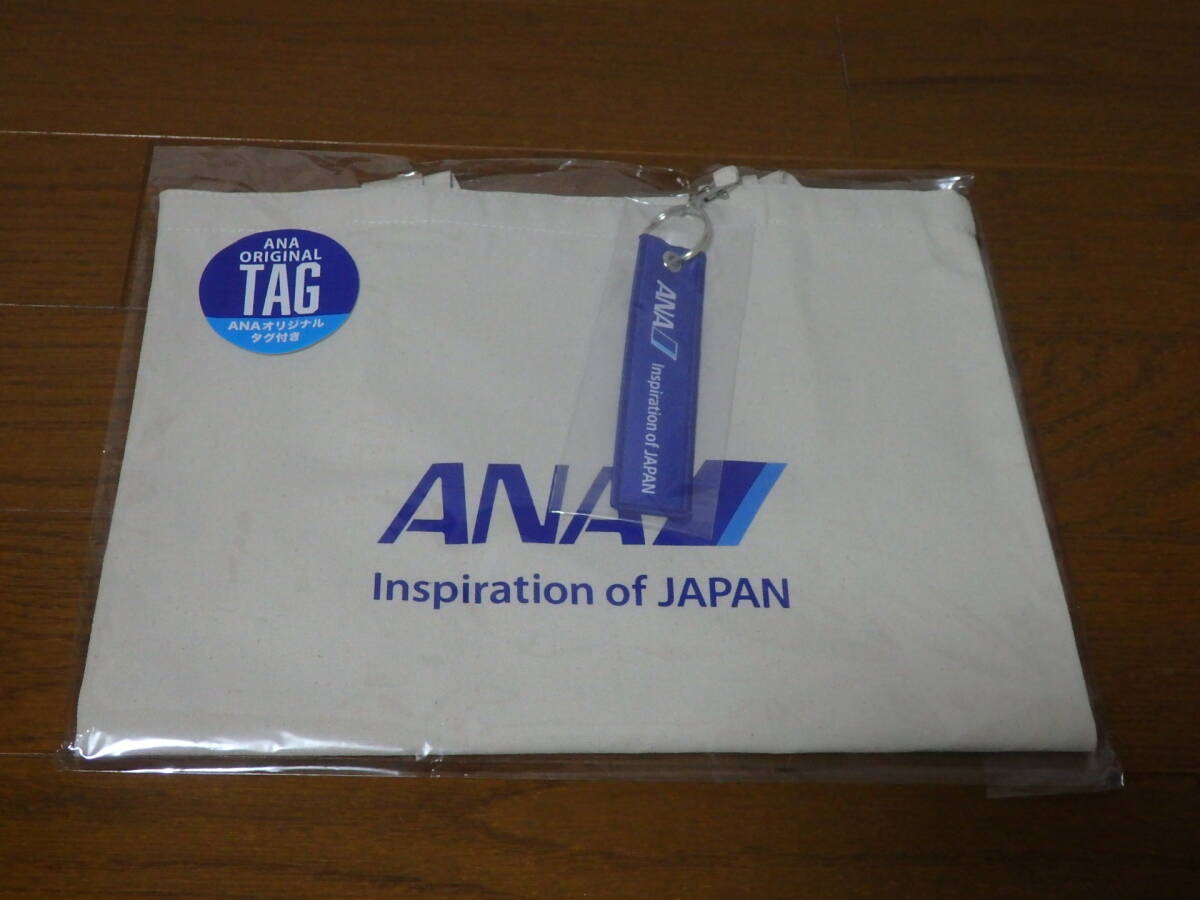 ANA
ORIGINAL
TAG
ANAオリジナル
タグ付き
ANA
Inspiration of JAPAN
ANA
Inspiration of JAPAN